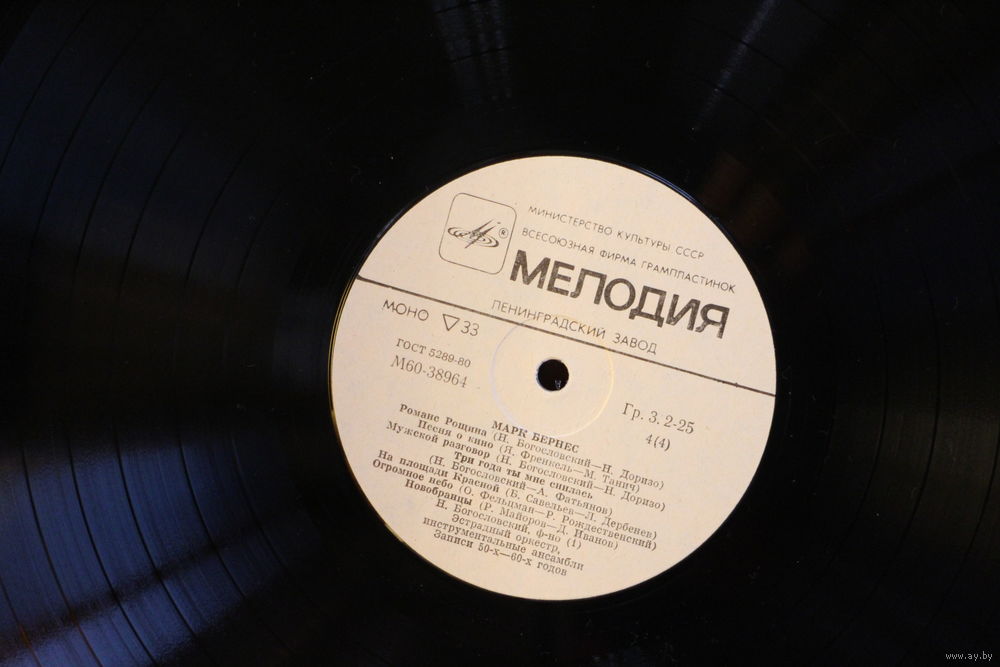 МИНИСТЕРСТВО КУЛЬТУРЫ СССР
ВСЕСОЮЗНАЯ ФИРМА ГРАМПЛАСТИНОК
®
МЕЛОДИЯ
ЛЕНИНГРАДСКИЙ ЗАВОД
МОНО ▽ 33
ГОСТ 5289-80
М60-38964
Гр. 3. 2-25
4(4)
МАРК БЕРНЕС
Романс Рощина (Н. Богословский—Н. Доризо)
Песня о кино (Я. Френкель—М. Танич)
Мужской разговор (Н. Богословский—Н. Доризо)
Три года ты мне снилась
(Н. Богословский—А. Фатьянов)
На площади Красной (Б. Савельев—Л. Дербенев)
Огромное небо (О. Фельцман—Р. Рождественский)
Новобранцы (Р. Майоров—Д. Иванов)
Н. Богословский, ф-но (1)
Эстрадный оркестр,
инструментальные ансамбли
Записи 50-х—60-х годов
www.ay.by